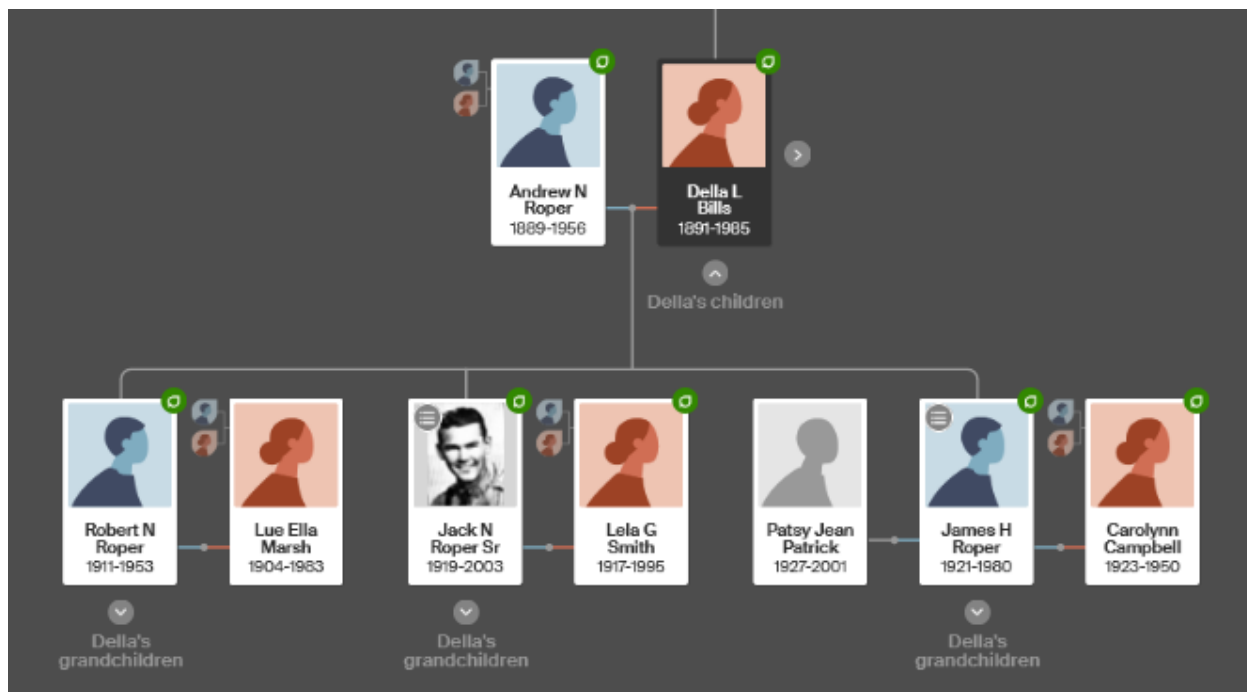 Andrew N
Roper
1889-1956
Della L
Bills
1891-1985
Della's children
Robert N
Roper
1911-1953
Lue Ella
Marsh
1904-1983
Jack N
Roper Sr
1919-2003
Lela G
Smith
1917-1995
Patsy Jean
Patrick
1927-2001
James H
Roper
1921-1980
Carolynn
Campbell
1923-1950
Della's
grandchildren
Della's
grandchildren
Della's
grandchildren